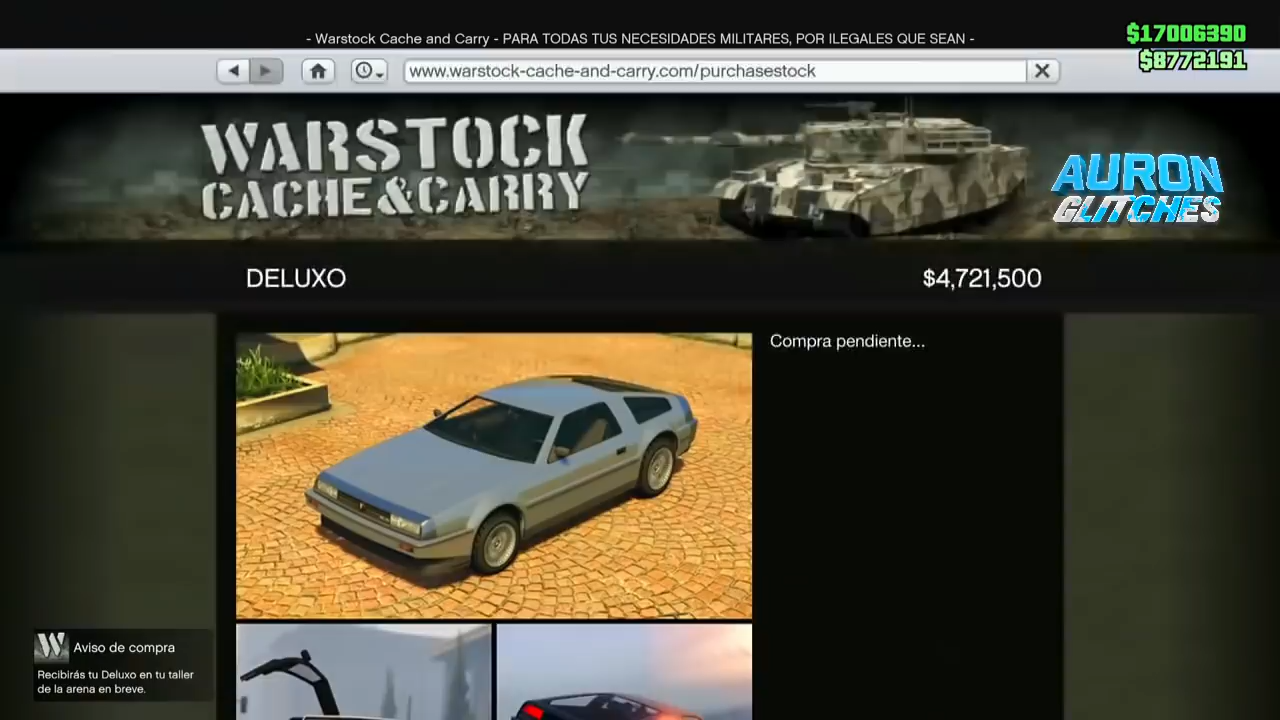 - Warstock Cache and Carry - PARA TODAS TUS NECESIDADES MILITARES, POR ILEGALES QUE SEAN -
$17006390
$8772191
www.warstock-cache-and-carry.com/purchasestock
WARSTOCK
CACHE&CARRY
AURON
GLITCHES
DELUXO
$4,721,500
Compra pendiente...
W
Aviso de compra
Recibirás tu Deluxo en tu taller
de la arena en breve.